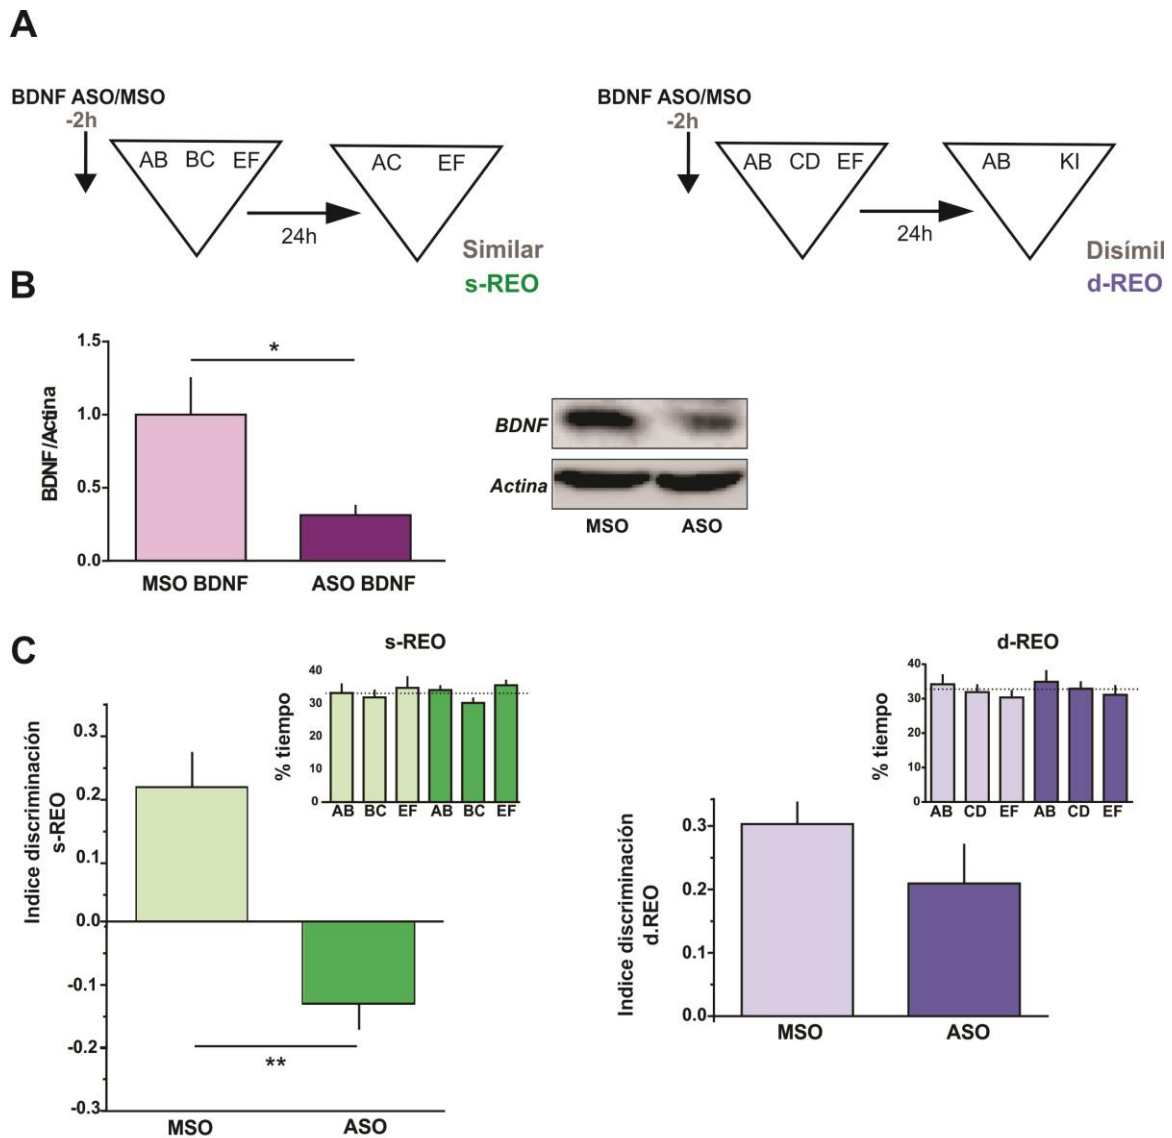 A
BDNF ASO/MSO
-2h
AB BC EF
24h
AC EF
Similar
s-REO
BDNF ASO/MSO
-2h
AB CD EF
24h
AB KI
Disímil
d-REO
B
BDNF/Actina
1.5
1.0
0.5
0.0
*
MSO BDNF
ASO BDNF
BDNF
Actina
MSO
ASO
C
Indice discriminación
s-REO
0.3
0.2
0.1
0.0
-0.1
-0.2
-0.3
**
MSO
ASO
s-REO
% tiempo
40
30
20
10
0
AB BC EF AB BC EF
Indice discriminación
d.REO
0.3
0.2
0.1
0.0
MSO
ASO
d-REO
% tiempo
40
30
20
10
0
AB CD EF AB CD EF